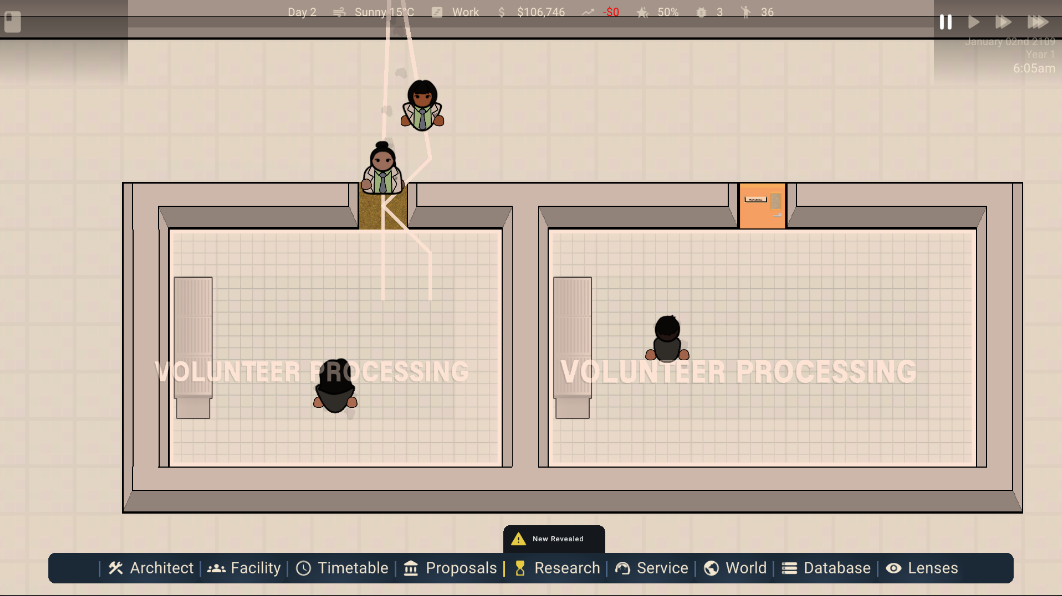 Day 2 Sunny 15°C Work $ $106,746 -$0 50% 3 36
January 02nd 2109
Year 1
6:05am
VOLUNTEER PROCESSING VOLUNTEER PROCESSING
New Revealed
Architect Facility Timetable Proposals Research Service World Database Lenses